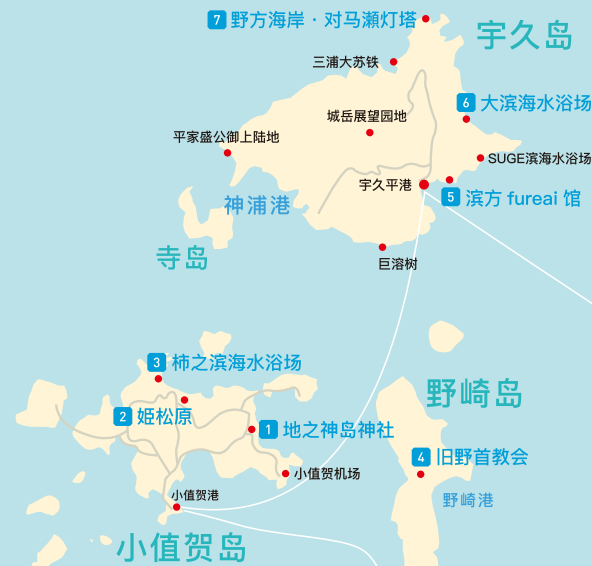 7 野方海岸·对马瀬灯塔
宇久岛
三浦大苏铁
6 大滨海水浴场
城岳展望园地
平家盛公御上陆地
SUGE滨海水浴场
宇久平港
5 滨方 fureai 馆
神浦港
寺岛
巨溶树
3 柿之滨海水浴场
野崎岛
2 姫松原
1 地之神岛神社
4 旧野首教会
小值贺机场
小值贺港
野崎港
小值贺岛